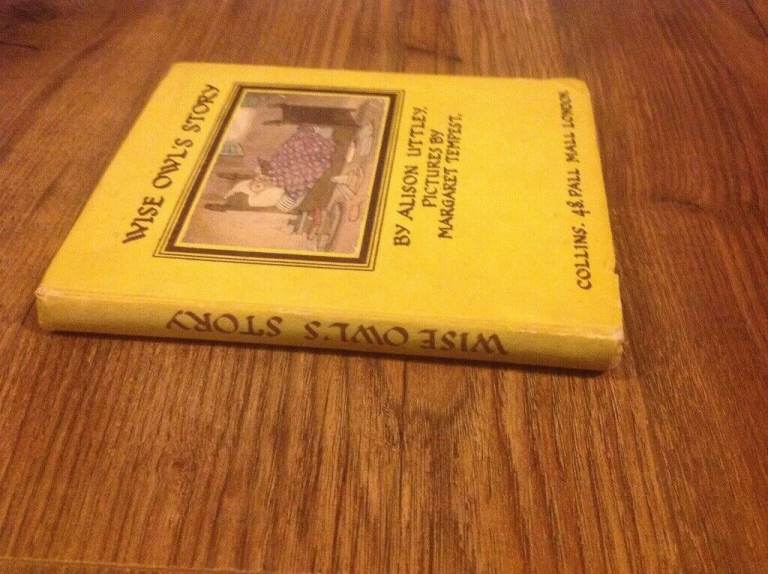 WISE OWL'S STORY
BY ALISON UTTLEY.
PICTURES BY
MARGARET TEMPEST.
COLLINS. 48. PALL MALL LONDON
WISE OWL'S STORY